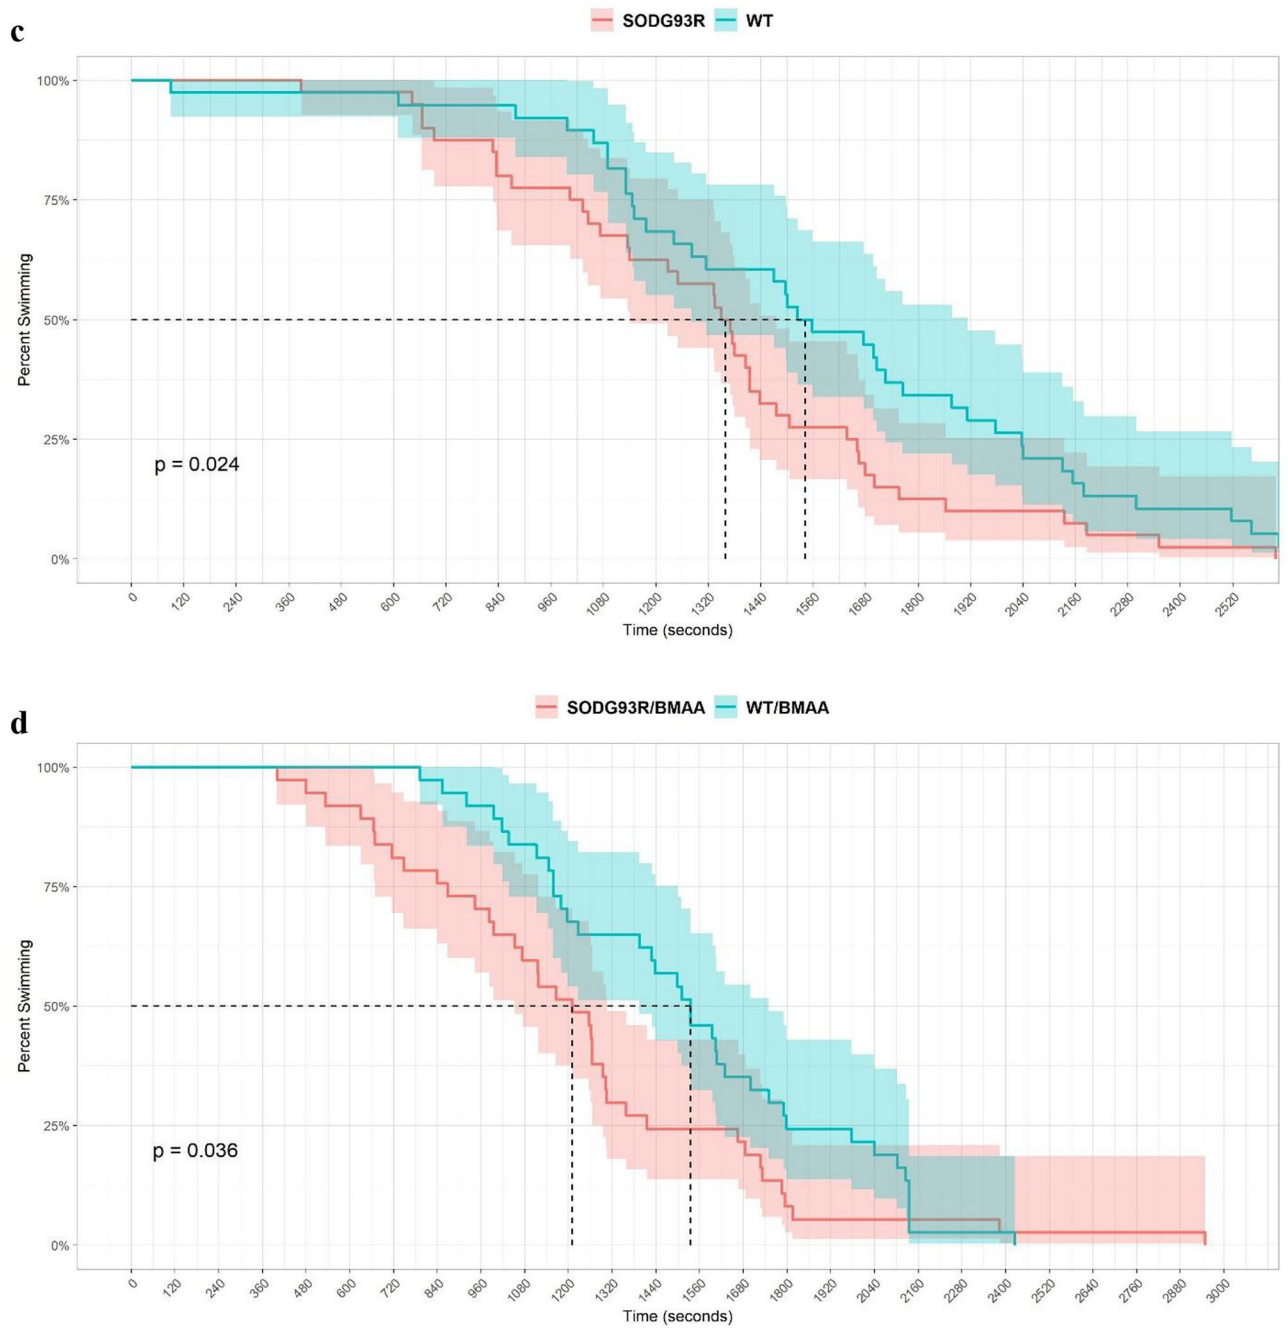 c
SODG93R WT
100%
75%
50%
25%
0%
Percent Swimming
p = 0.024
0 120 240 360 480 600 720 840 960 1080 1200 1320 1440 1560 1680 1800 1920 2040 2160 2280 2400 2520
Time (seconds)
d
SODG93R/BMAA WT/BMAA
100%
75%
50%
25%
0%
Percent Swimming
p = 0.036
0 120 240 360 480 600 720 840 960 1080 1200 1320 1440 1560 1680 1800 1920 2040 2160 2280 2400 2520 2640 2760 2880 3000
Time (seconds)